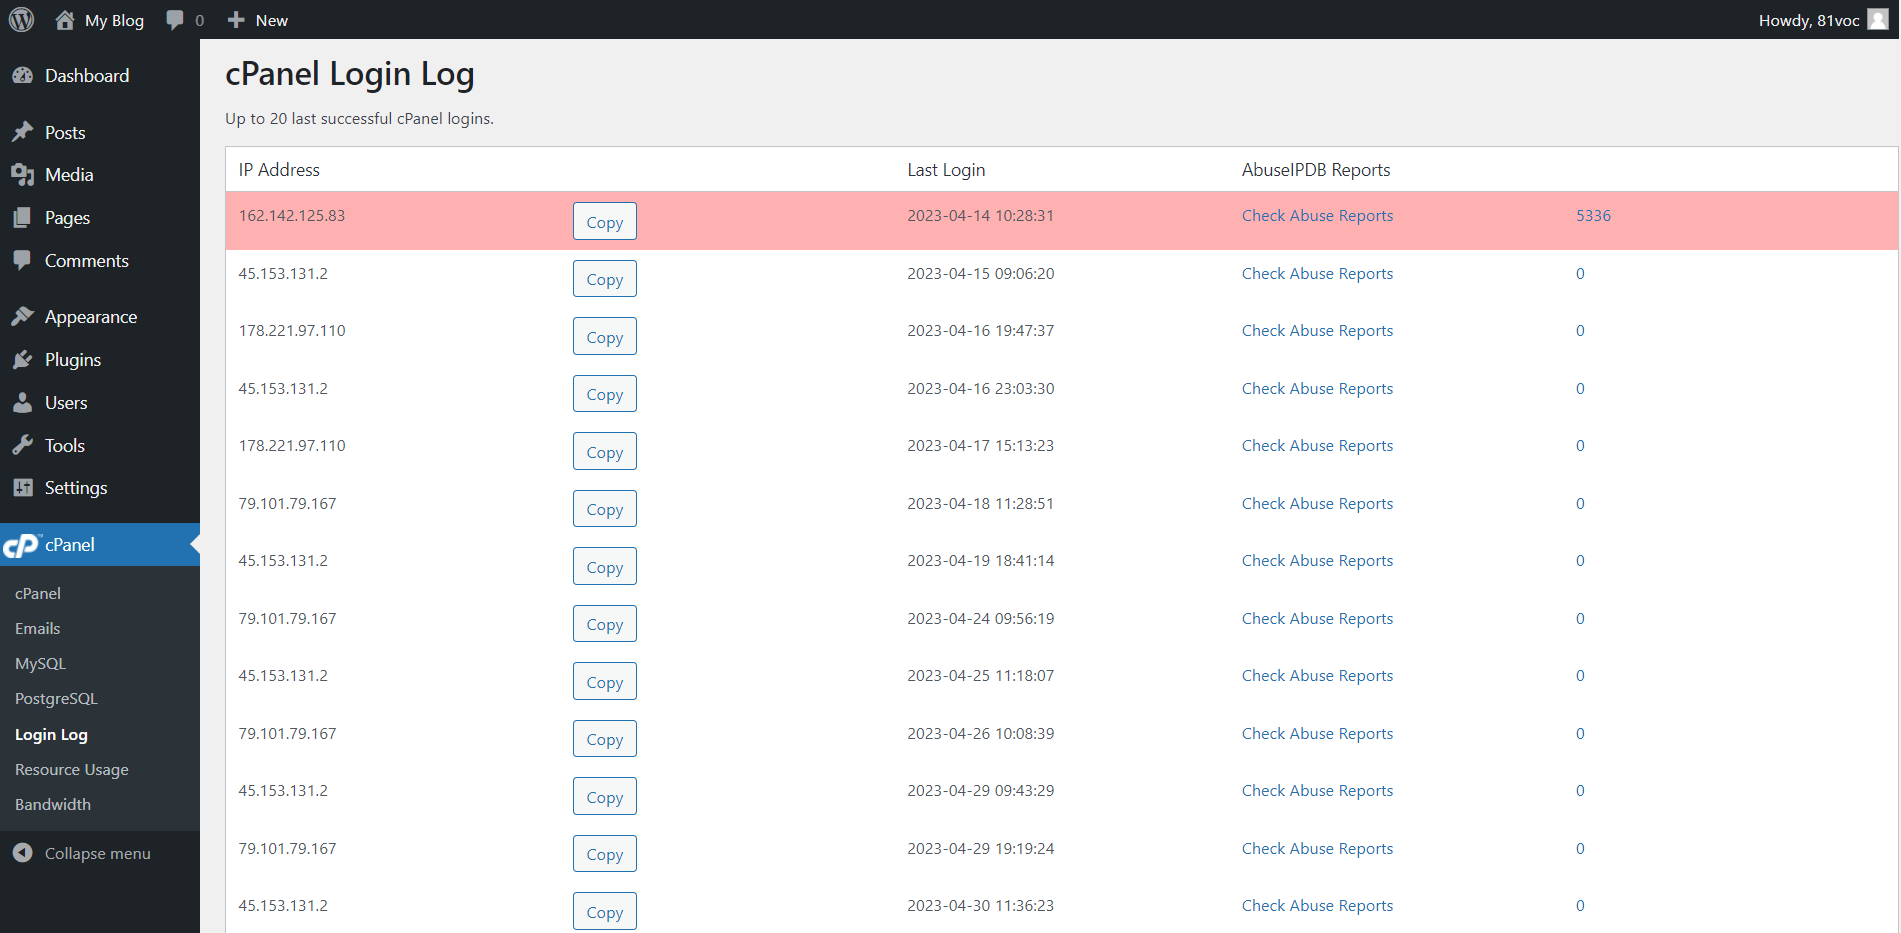 My Blog 0 New Howdy, 81voc
Dashboard
Posts
Media
Pages
Comments
Appearance
Plugins
Users
Tools
Settings
cP cPanel
cPanel
Emails
MySQL
PostgreSQL
Login Log
Resource Usage
Bandwidth
Collapse menu
cPanel Login Log
Up to 20 last successful cPanel logins.
IP Address Last Login AbuseIPDB Reports
162.142.125.83 Copy 2023-04-14 10:28:31 Check Abuse Reports 5336
45.153.131.2 Copy 2023-04-15 09:06:20 Check Abuse Reports 0
178.221.97.110 Copy 2023-04-16 19:47:37 Check Abuse Reports 0
45.153.131.2 Copy 2023-04-16 23:03:30 Check Abuse Reports 0
178.221.97.110 Copy 2023-04-17 15:13:23 Check Abuse Reports 0
79.101.79.167 Copy 2023-04-18 11:28:51 Check Abuse Reports 0
45.153.131.2 Copy 2023-04-19 18:41:14 Check Abuse Reports 0
79.101.79.167 Copy 2023-04-24 09:56:19 Check Abuse Reports 0
45.153.131.2 Copy 2023-04-25 11:18:07 Check Abuse Reports 0
79.101.79.167 Copy 2023-04-26 10:08:39 Check Abuse Reports 0
45.153.131.2 Copy 2023-04-29 09:43:29 Check Abuse Reports 0
79.101.79.167 Copy 2023-04-29 19:19:24 Check Abuse Reports 0
45.153.131.2 Copy 2023-04-30 11:36:23 Check Abuse Reports 0